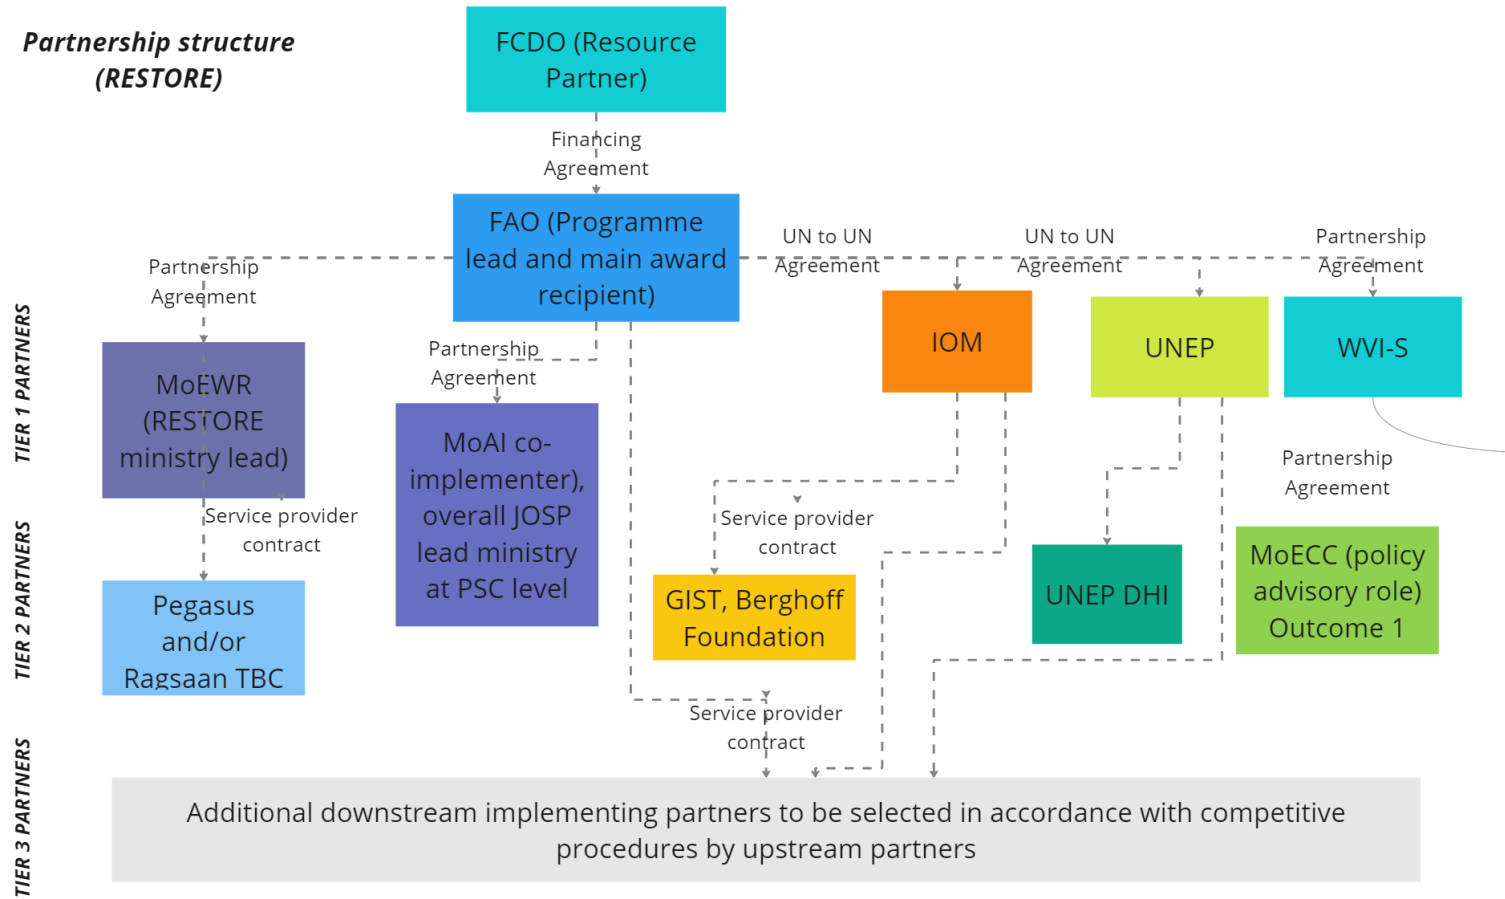 Partnership structure
(RESTORE)
FCDO (Resource
Partner)
Financing
Agreement
FAO (Programme
lead and main award
recipient)
UN to UN
Agreement
UN to UN
Agreement
Partnership
Agreement
Partnership
Agreement
TIER 1 PARTNERS
MoEWR
(RESTORE
ministry lead)
Partnership
Agreement
MoAI co-
implementer),
overall JOSP
lead ministry
at PSC level
IOM
UNEP
WVI-S
Partnership
Agreement
TIER 2 PARTNERS
Service provider
contract
Pegasus
and/or
Ragsaan TBC
Service provider
contract
GIST, Berghoff
Foundation
UNEP DHI
MoECC (policy
advisory role)
Outcome 1
Service provider
contract
TIER 3 PARTNERS
Additional downstream implementing partners to be selected in accordance with competitive
procedures by upstream partners